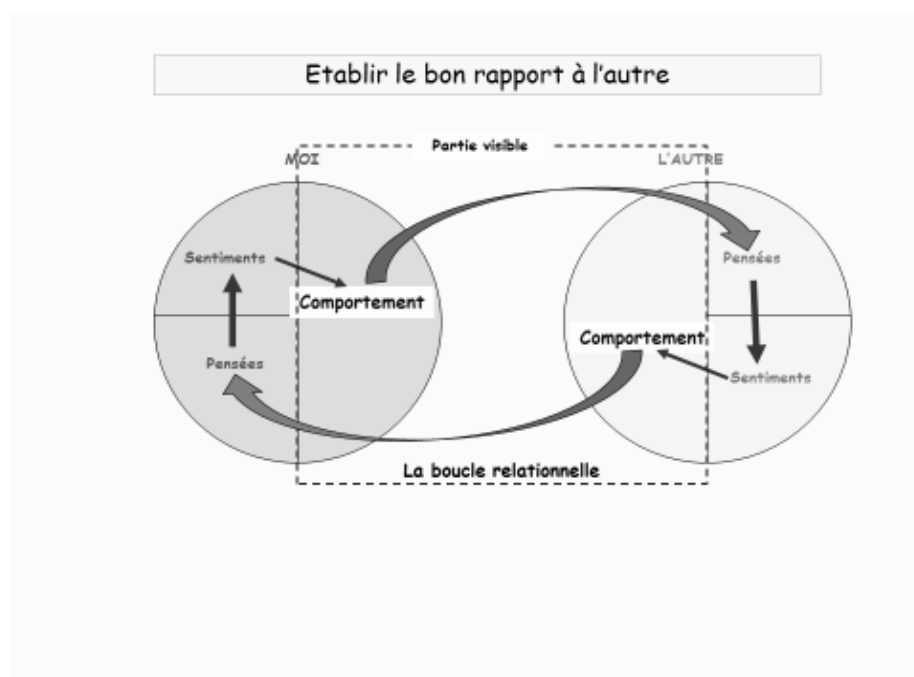 Etablir le bon rapport à l'autre
Partie visible
MOI
L'AUTRE
Sentiments
Pensées
Comportement
Comportement
Pensées
Sentiments
La boucle relationnelle